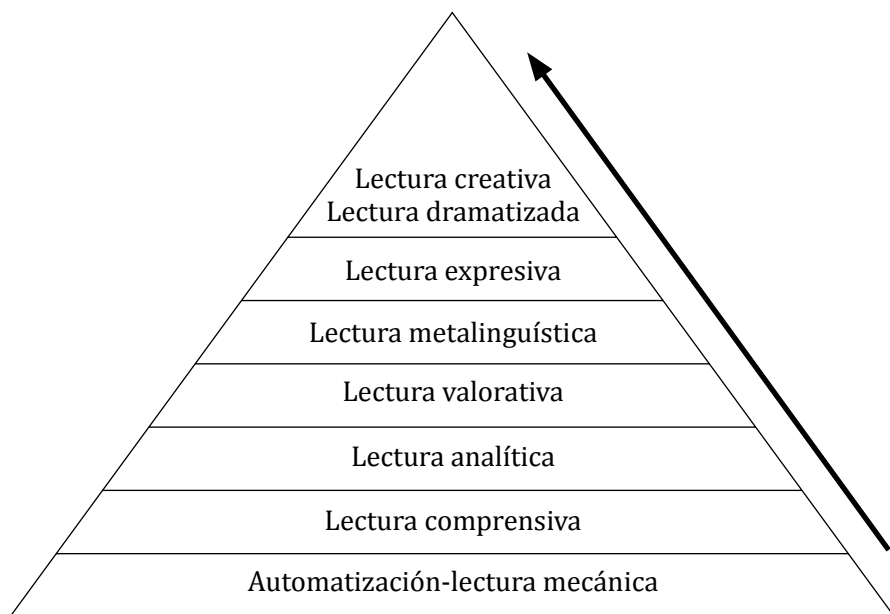 Lectura creativa
Lectura dramatizada
Lectura expresiva
Lectura metalinguística
Lectura valorativa
Lectura analítica
Lectura comprensiva
Automatización-lectura mecánica